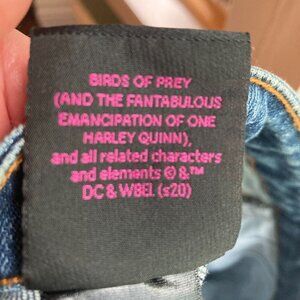 BIRDS OF PREY
(AND THE FANTABULOUS
EMANCIPATION OF ONE
HARLEY QUINN),
and all related characters
and elements © & ™
DC & WBEI (s20)